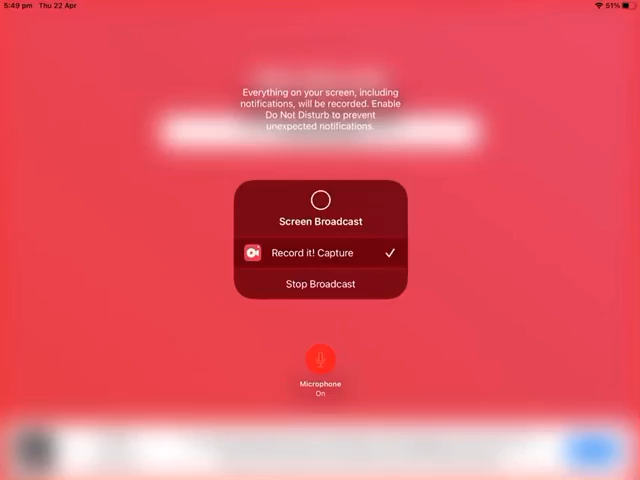 5:49 pm Thu 22 Apr
51%
Everything on your screen, including
notifications, will be recorded. Enable
Do Not Disturb to prevent
unexpected notifications.
Screen Broadcast
Record it! Capture
Stop Broadcast
Microphone
On